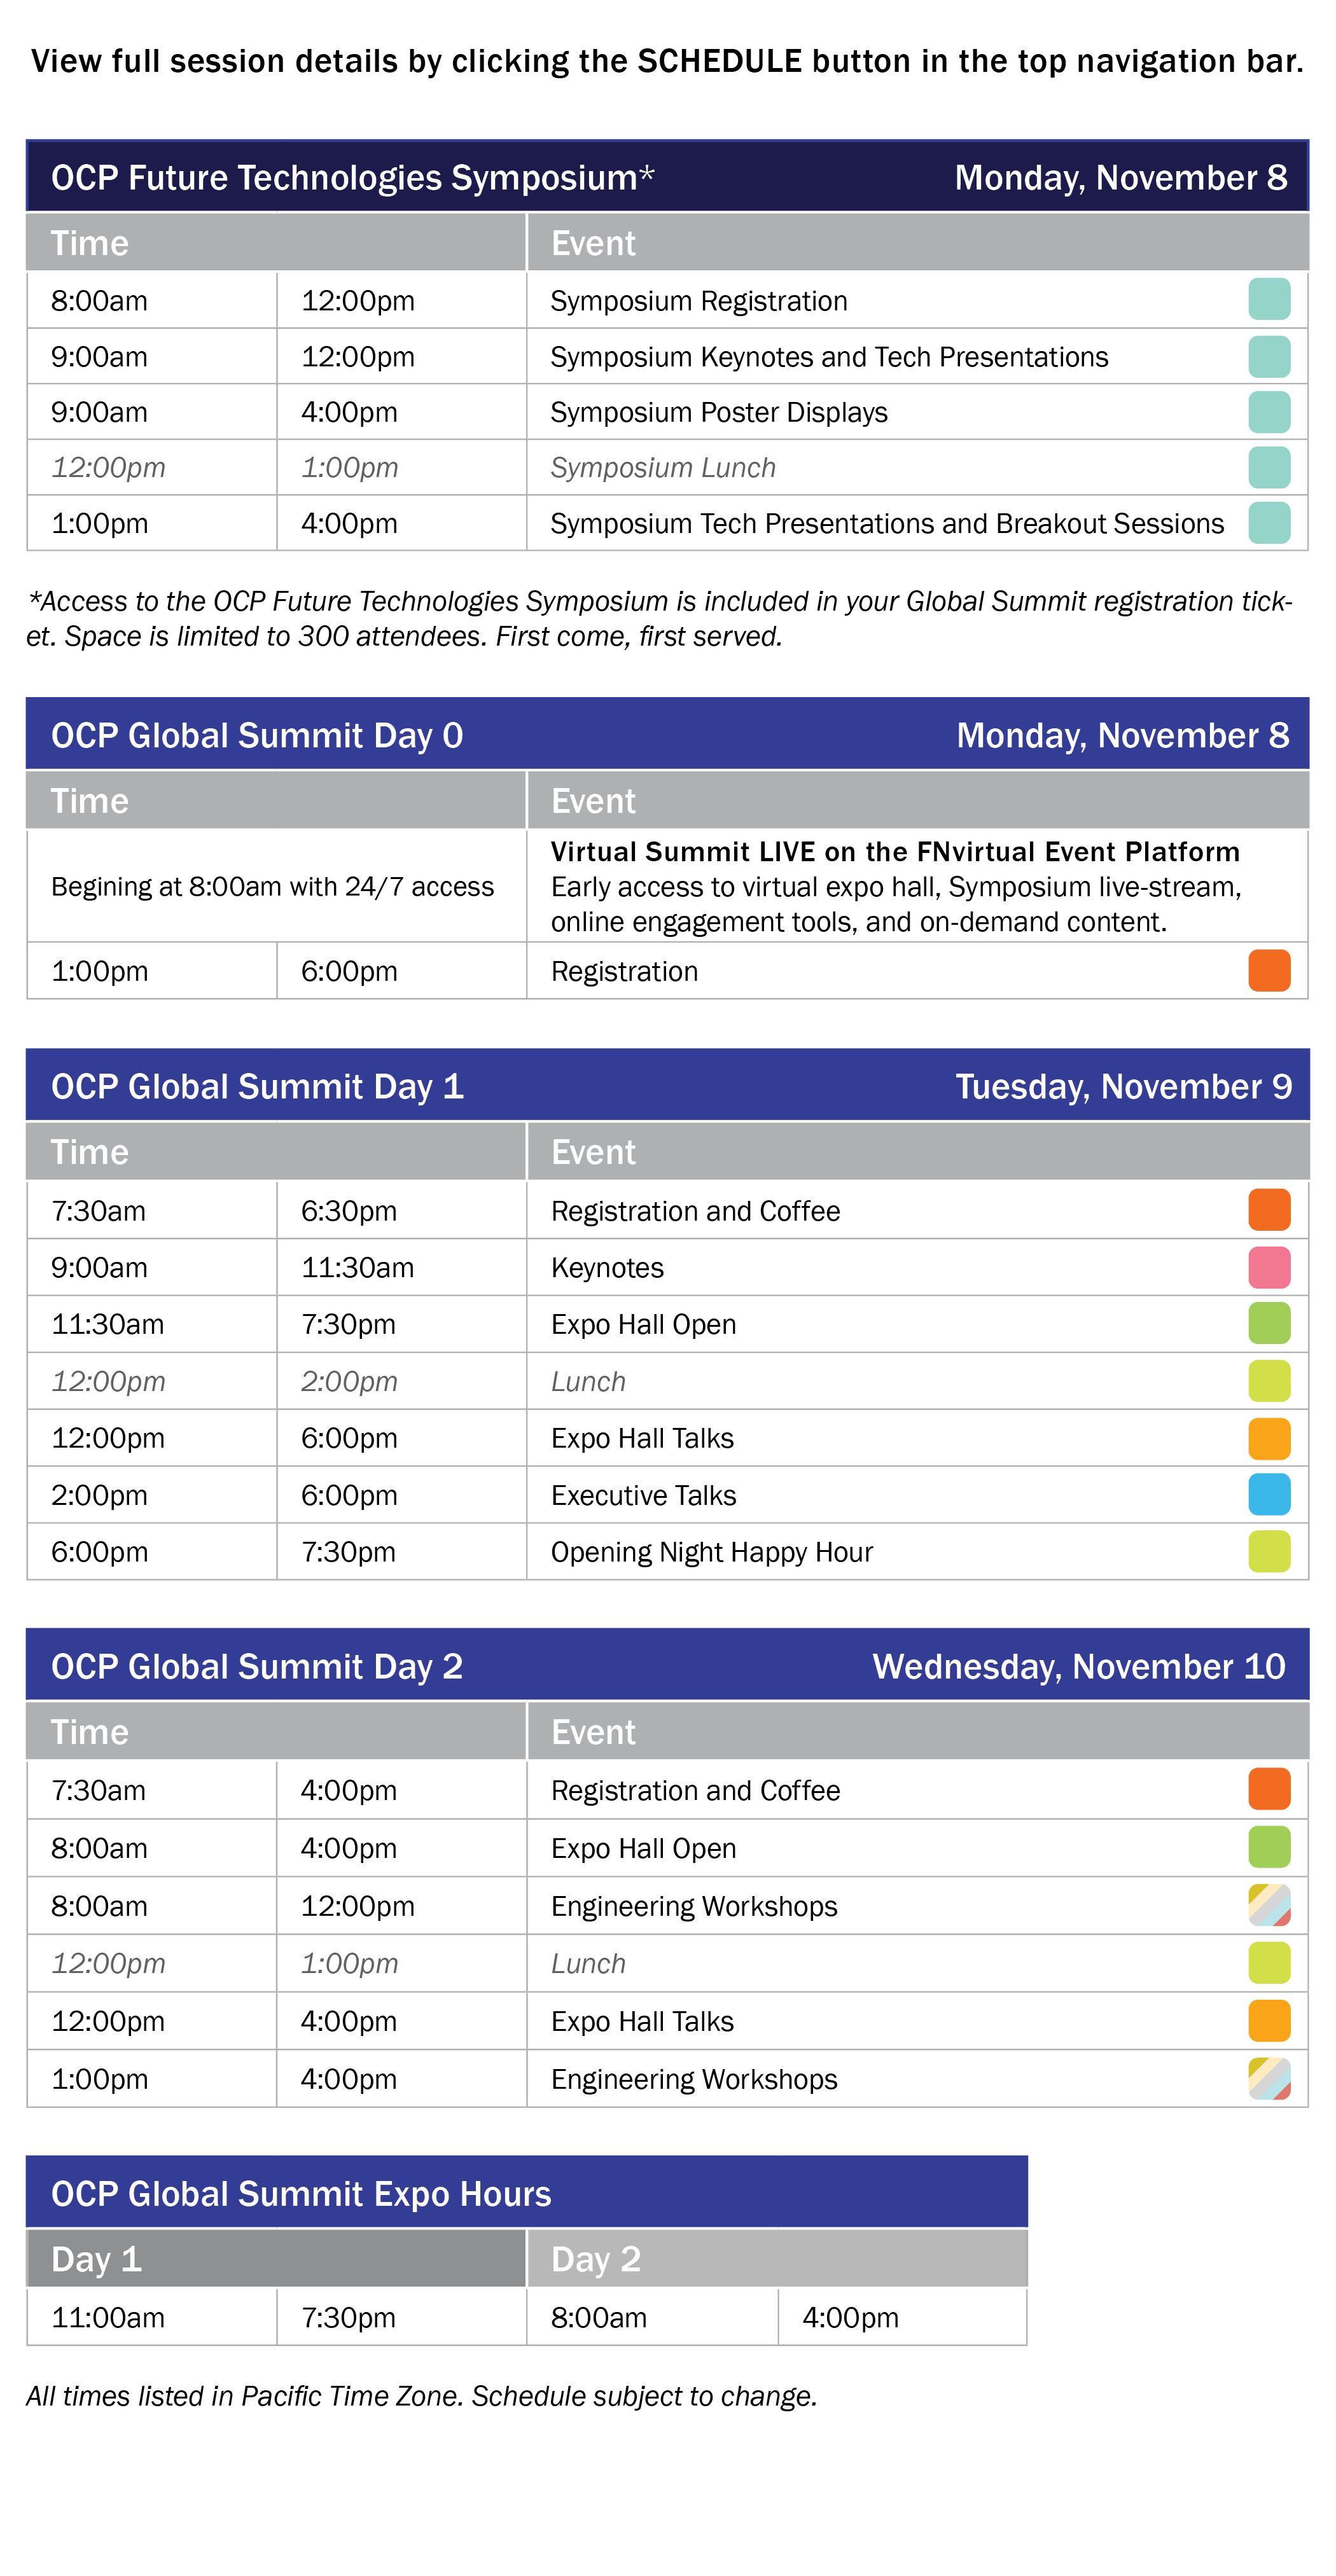 View full session details by clicking the SCHEDULE button in the top navigation bar.
OCP Future Technologies Symposium* Monday, November 8
Time Event
8:00am 12:00pm Symposium Registration
9:00am 12:00pm Symposium Keynotes and Tech Presentations
9:00am 4:00pm Symposium Poster Displays
12:00pm 1:00pm Symposium Lunch
1:00pm 4:00pm Symposium Tech Presentations and Breakout Sessions
*Access to the OCP Future Technologies Symposium is included in your Global Summit registration tick-
et. Space is limited to 300 attendees. First come, first served.
OCP Global Summit Day 0 Monday, November 8
Time Event
Begining at 8:00am with 24/7 access
Virtual Summit LIVE on the FNvirtual Event Platform
Early access to virtual expo hall, Symposium live-stream,
online engagement tools, and on-demand content.
1:00pm 6:00pm Registration
OCP Global Summit Day 1 Tuesday, November 9
Time Event
7:30am 6:30pm Registration and Coffee
9:00am 11:30am Keynotes
11:30am 7:30pm Expo Hall Open
12:00pm 2:00pm Lunch
12:00pm 6:00pm Expo Hall Talks
2:00pm 6:00pm Executive Talks
6:00pm 7:30pm Opening Night Happy Hour
OCP Global Summit Day 2 Wednesday, November 10
Time Event
7:30am 4:00pm Registration and Coffee
8:00am 4:00pm Expo Hall Open
8:00am 12:00pm Engineering Workshops
12:00pm 1:00pm Lunch
12:00pm 4:00pm Expo Hall Talks
1:00pm 4:00pm Engineering Workshops
OCP Global Summit Expo Hours
Day 1 Day 2
11:00am 7:30pm 8:00am 4:00pm
All times listed in Pacific Time Zone. Schedule subject to change.